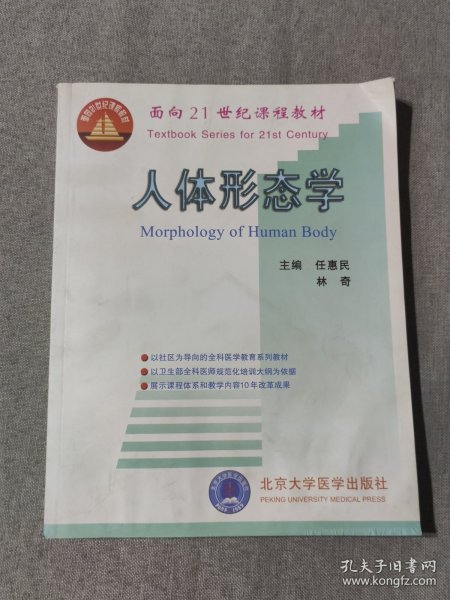 面向21世纪课程教材
面向 21 世纪课程教材
Textbook Series for 21st Century
人体形态学
Morphology of Human Body
主编 任惠民
林 奇
以社区为导向的全科医学教育系列教材
以卫生部全科医师规范化培训大纲为依据
展示课程体系和教学内容10年改革成果
北京大学医学出版社
PEKING UNIVERSITY MEDICAL PRESS
孔夫子旧书网
www.kongfz.com